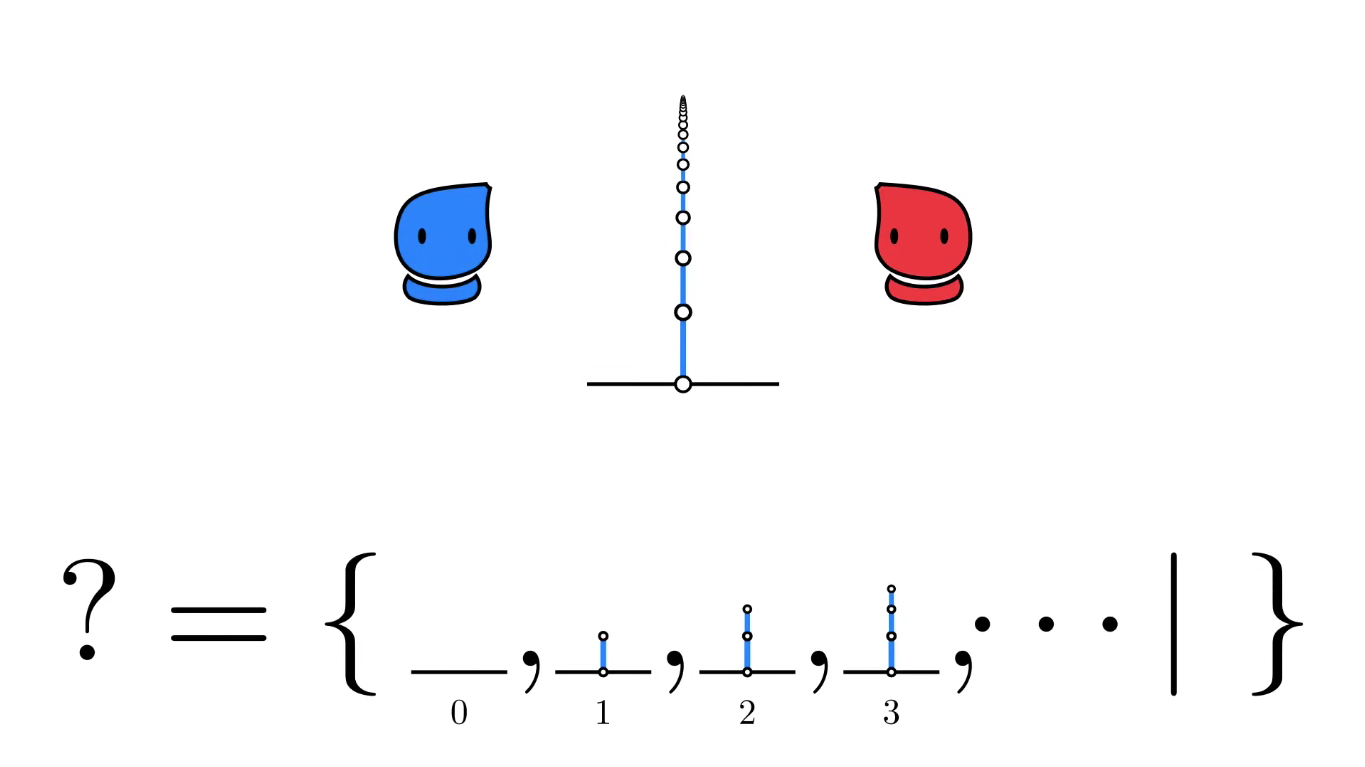 ? = { , , , , · · · | }
0 1 2 3